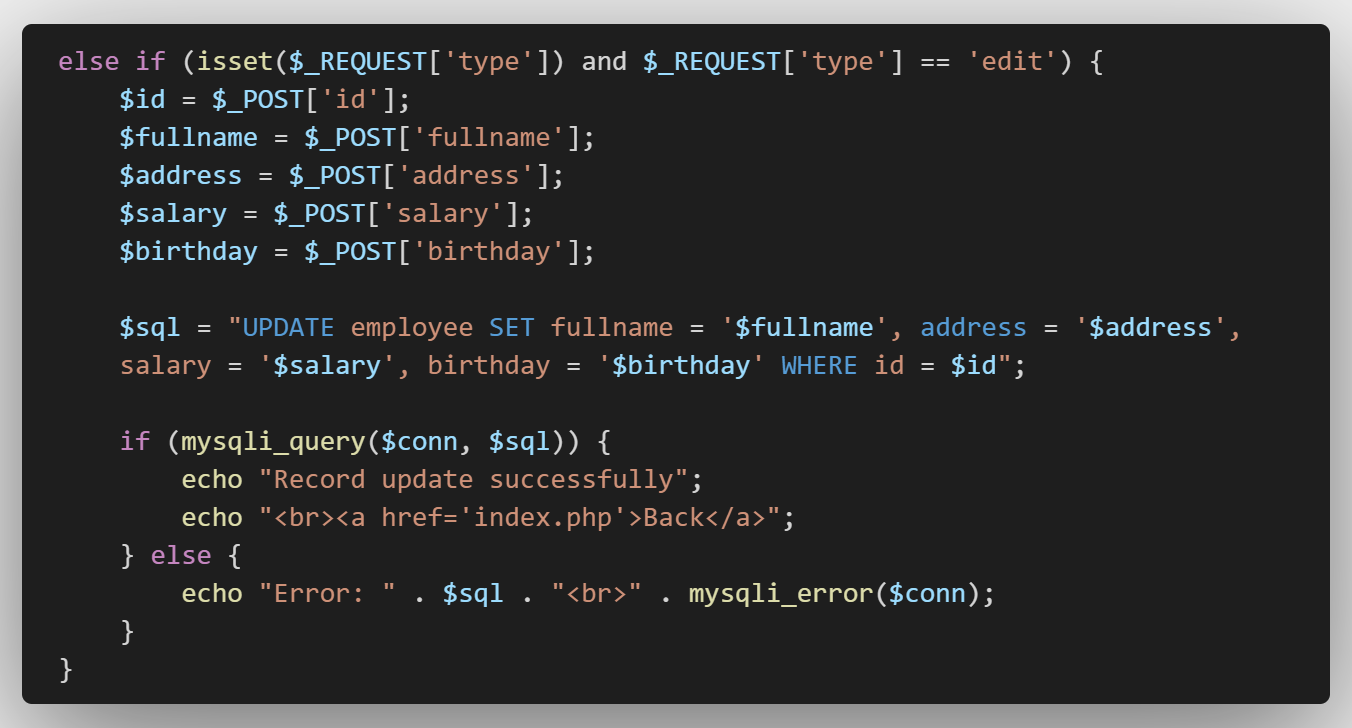 else if (isset($_REQUEST['type']) and $_REQUEST['type'] == 'edit') {
    $id = $_POST['id'];
    $fullname = $_POST['fullname'];
    $address = $_POST['address'];
    $salary = $_POST['salary'];
    $birthday = $_POST['birthday'];

    $sql = "UPDATE employee SET fullname = '$fullname', address = '$address',
    salary = '$salary', birthday = '$birthday' WHERE id = $id";

    if (mysqli_query($conn, $sql)) {
        echo "Record update successfully";
        echo "<br><a href='index.php'>Back</a>";
    } else {
        echo "Error: " . $sql . "<br>" . mysqli_error($conn);
    }
}